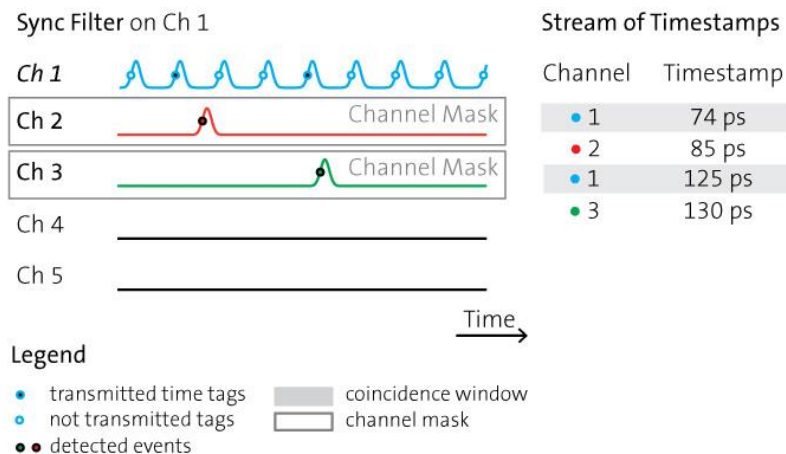 Sync Filter on Ch 1
Ch 1
Ch 2 Channel Mask
Ch 3 Channel Mask
Ch 4
Ch 5
Time
Stream of Timestamps
Channel Timestamp
1 74 ps
2 85 ps
1 125 ps
3 130 ps
Legend
transmitted time tags coincidence window
not transmitted tags channel mask
detected events